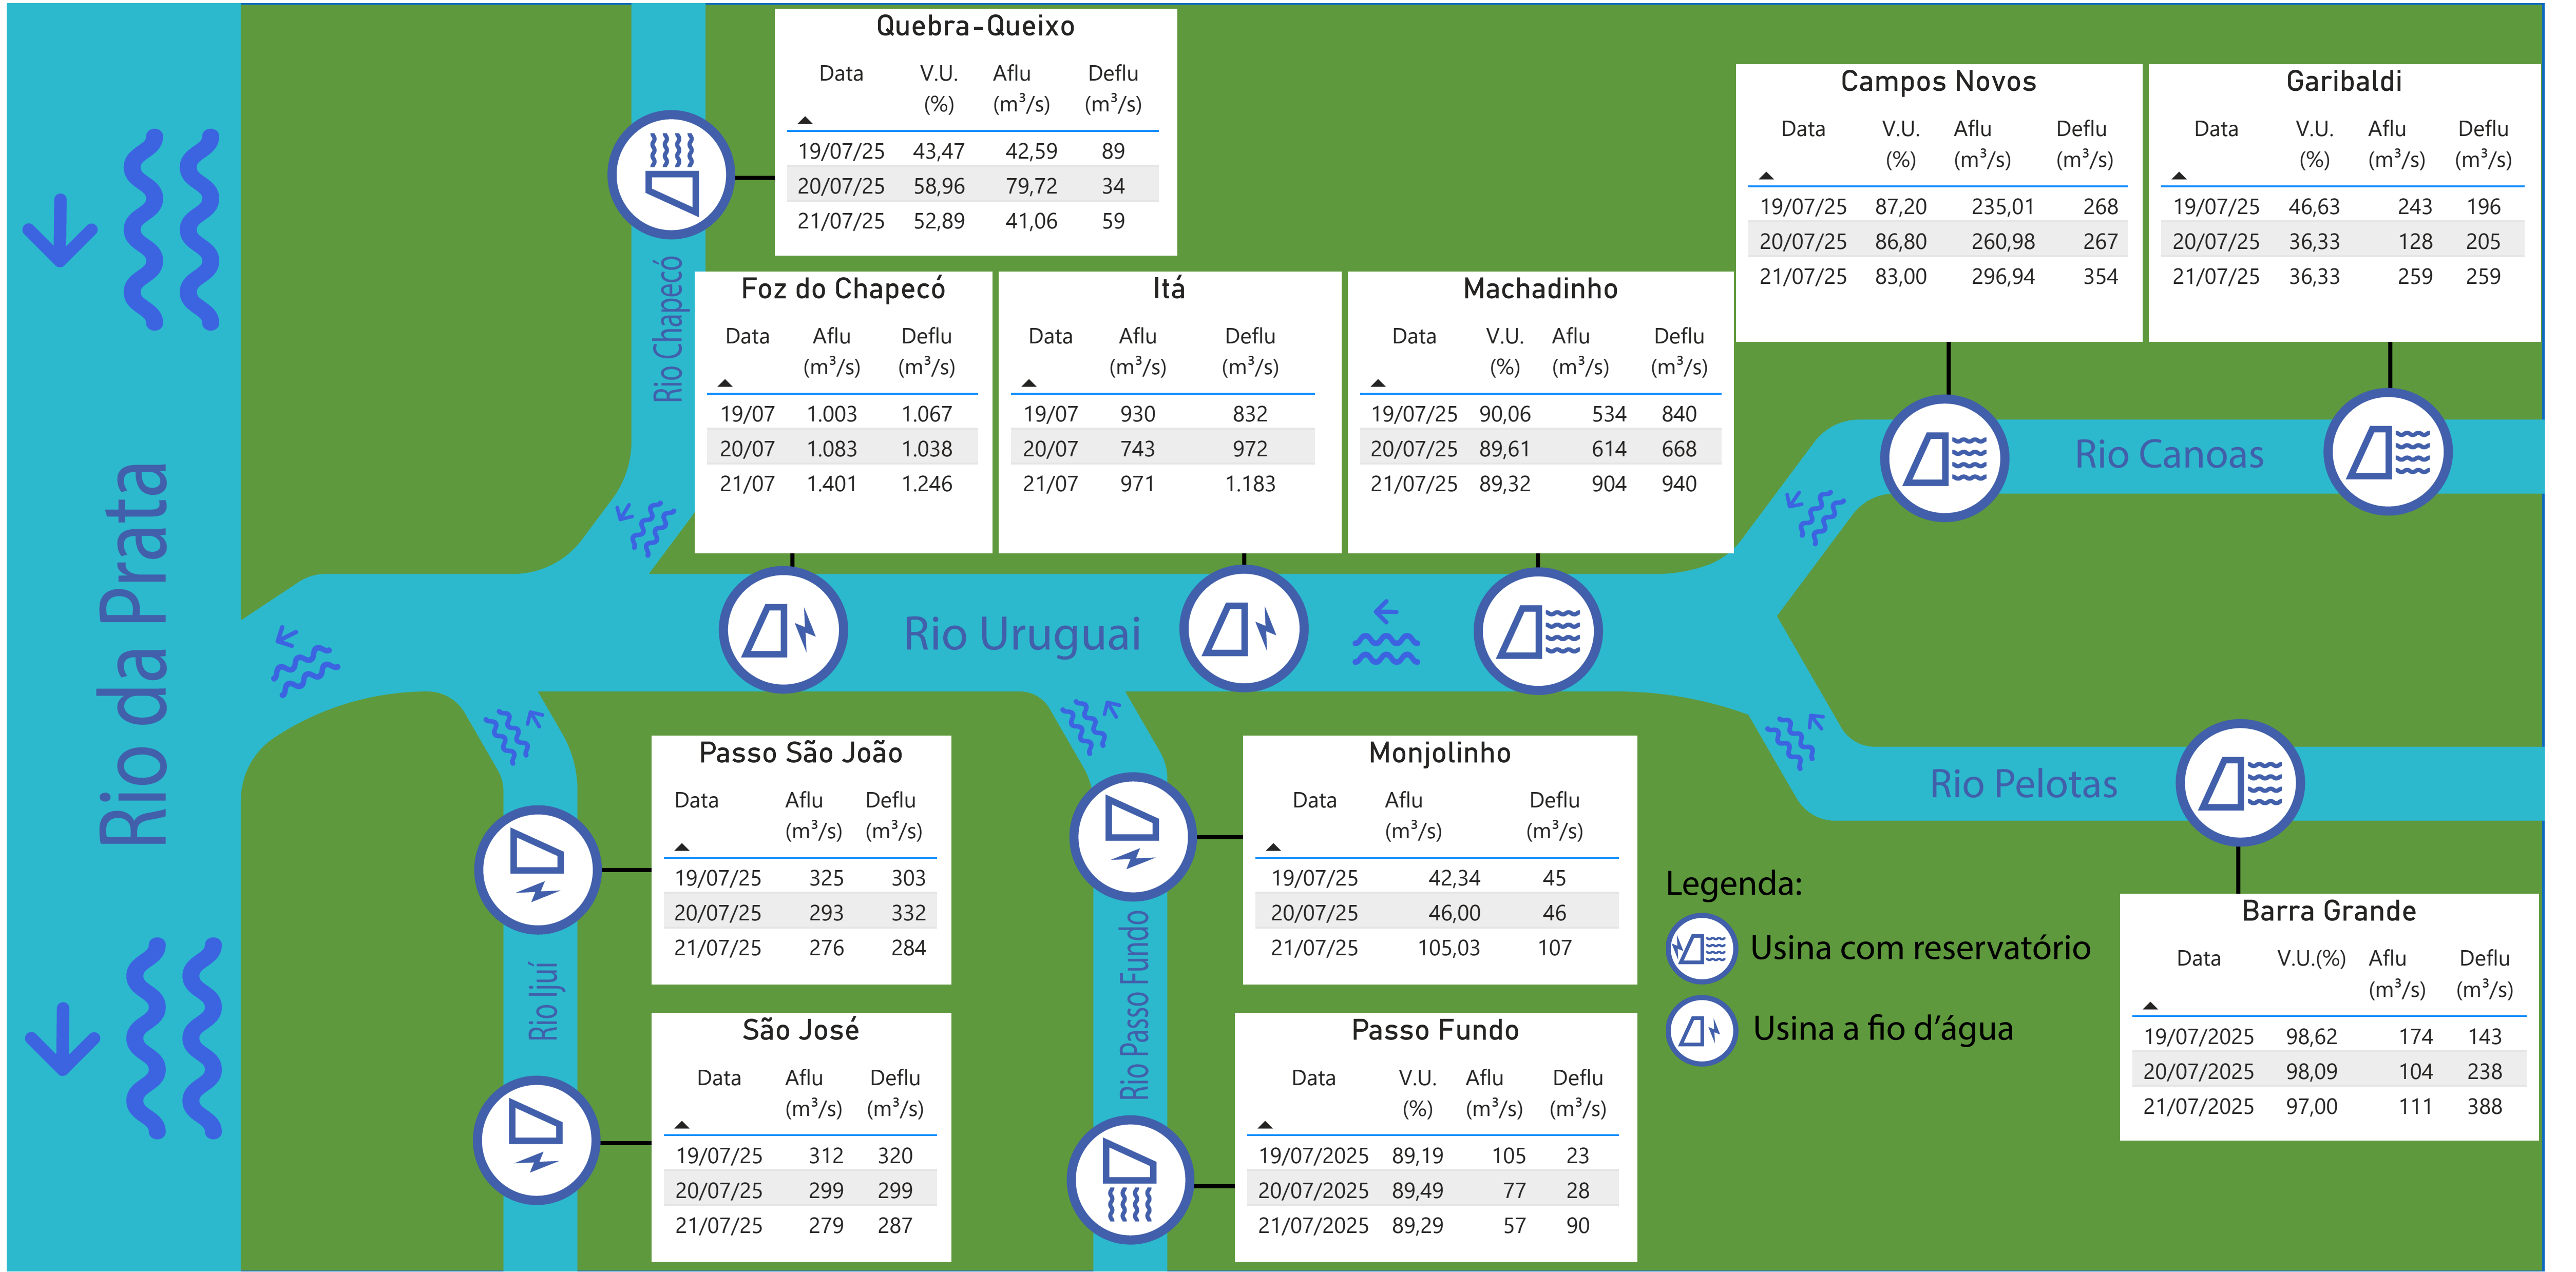 Quebra-Queixo
Data V.U. (%) Aflu (m³/s) Deflu (m³/s)
19/07/25 43,47 42,59 89
20/07/25 58,96 79,72 34
21/07/25 52,89 41,06 59
Campos Novos
Data V.U. (%) Aflu (m³/s) Deflu (m³/s)
19/07/25 87,20 235,01 268
20/07/25 86,80 260,98 267
21/07/25 83,00 296,94 354
Garibaldi
Data V.U. (%) Aflu (m³/s) Deflu (m³/s)
19/07/25 46,63 243 196
20/07/25 36,33 128 205
21/07/25 36,33 259 259
Rio Chapecó
Foz do Chapecó
Data Aflu (m³/s) Deflu (m³/s)
19/07 1.003 1.067
20/07 1.083 1.038
21/07 1.401 1.246
Itá
Data Aflu (m³/s) Deflu (m³/s)
19/07 930 832
20/07 743 972
21/07 971 1.183
Machadinho
Data V.U. (%) Aflu (m³/s) Deflu (m³/s)
19/07/25 90,06 534 840
20/07/25 89,61 614 668
21/07/25 89,32 904 940
Rio Canoas
Rio da Prata
Rio Uruguai
Rio Pelotas
Passo São João
Data Aflu (m³/s) Deflu (m³/s)
19/07/25 325 303
20/07/25 293 332
21/07/25 276 284
Monjolinho
Data Aflu (m³/s) Deflu (m³/s)
19/07/25 42,34 45
20/07/25 46,00 46
21/07/25 105,03 107
Legenda:
Usina com reservatório
Usina a fio d’água
Barra Grande
Data V.U.(%) Aflu (m³/s) Deflu (m³/s)
19/07/2025 98,62 174 143
20/07/2025 98,09 104 238
21/07/2025 97,00 111 388
Rio Ijuí
São José
Data Aflu (m³/s) Deflu (m³/s)
19/07/25 312 320
20/07/25 299 299
21/07/25 279 287
Rio Passo Fundo
Passo Fundo
Data V.U. (%) Aflu (m³/s) Deflu (m³/s)
19/07/2025 89,19 105 23
20/07/2025 89,49 77 28
21/07/2025 89,29 57 90